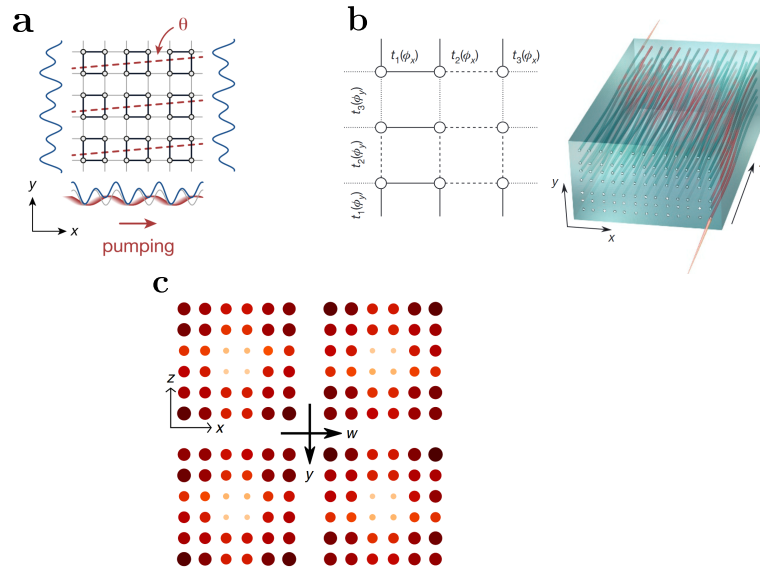 a
θ
y
x
pumping
b
t₁(ϕₓ) t₂(ϕₓ) t₃(ϕₓ)
t₃(ϕᵧ)
t₂(ϕᵧ)
t₁(ϕᵧ)
y
x
c
z
x
w
y